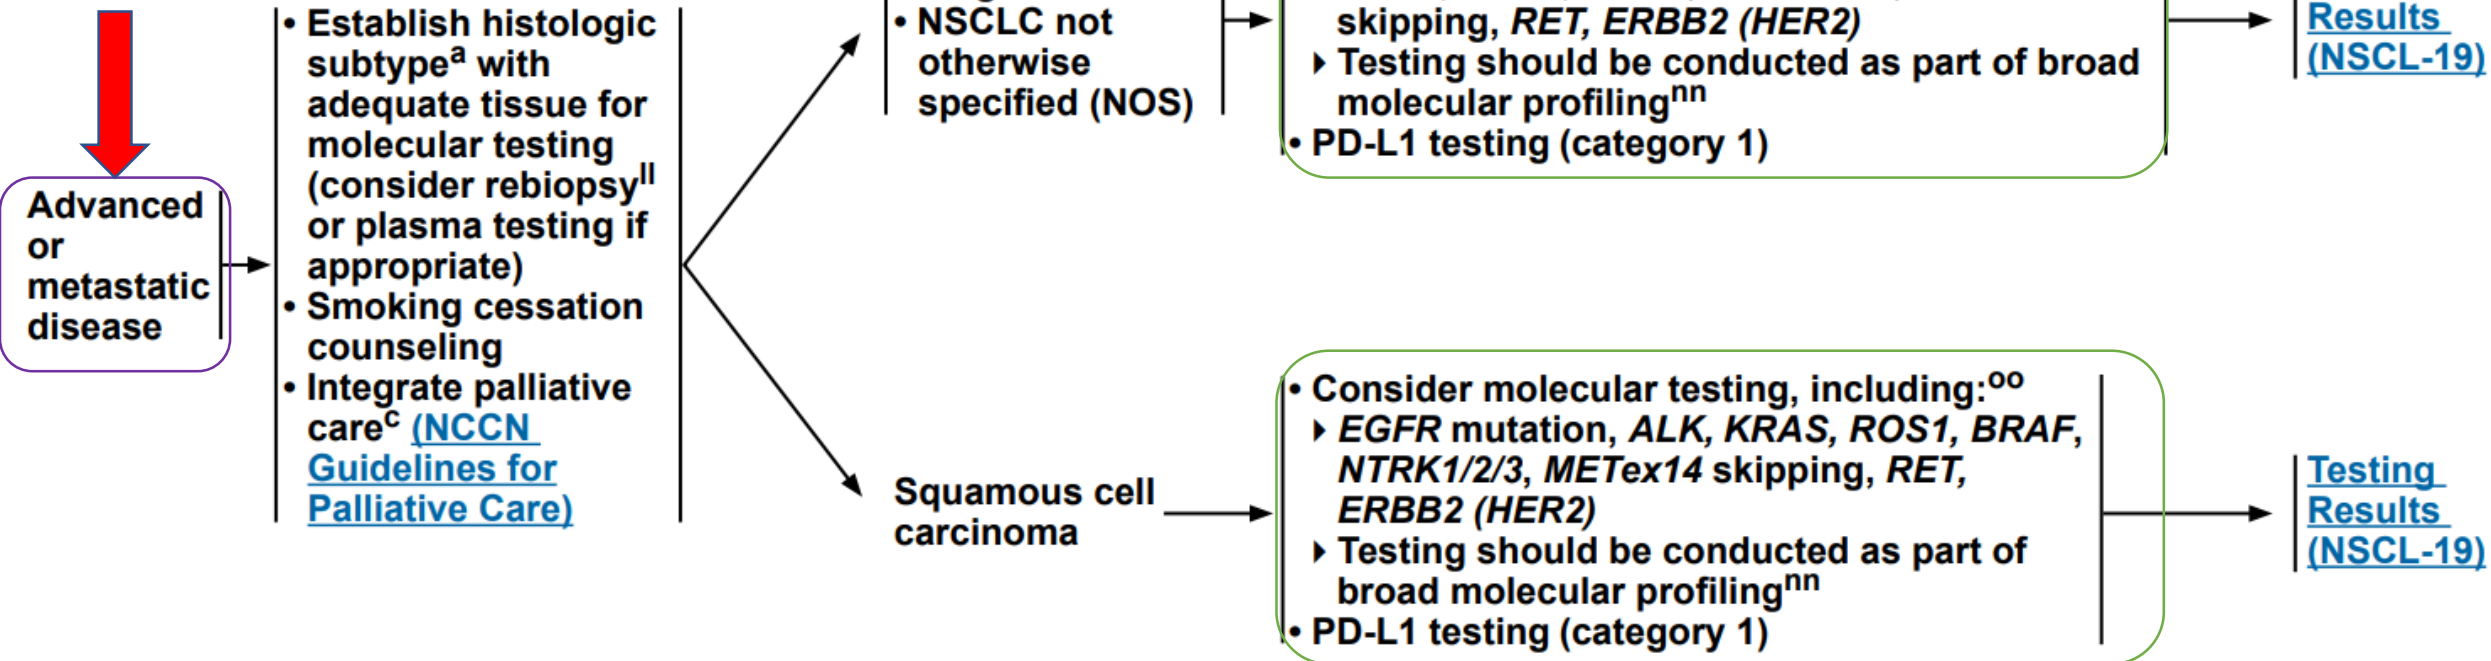 Advanced
or
metastatic
disease
• Establish histologic
subtypeᵃ with
adequate tissue for
molecular testing
(consider rebiopsyˡˡ
or plasma testing if
appropriate)
• Smoking cessation
counseling
• Integrate palliative
careᶜ (NCCN
Guidelines for
Palliative Care)
• NSCLC not
otherwise
specified (NOS)
skipping, RET, ERBB2 (HER2)
▸ Testing should be conducted as part of broad
molecular profilingⁿⁿ
• PD-L1 testing (category 1)
Results
(NSCL-19)
Squamous cell
carcinoma
• Consider molecular testing, including:ᵒᵒ
▸ EGFR mutation, ALK, KRAS, ROS1, BRAF,
NTRK1/2/3, METex14 skipping, RET,
ERBB2 (HER2)
▸ Testing should be conducted as part of
broad molecular profilingⁿⁿ
• PD-L1 testing (category 1)
Testing
Results
(NSCL-19)